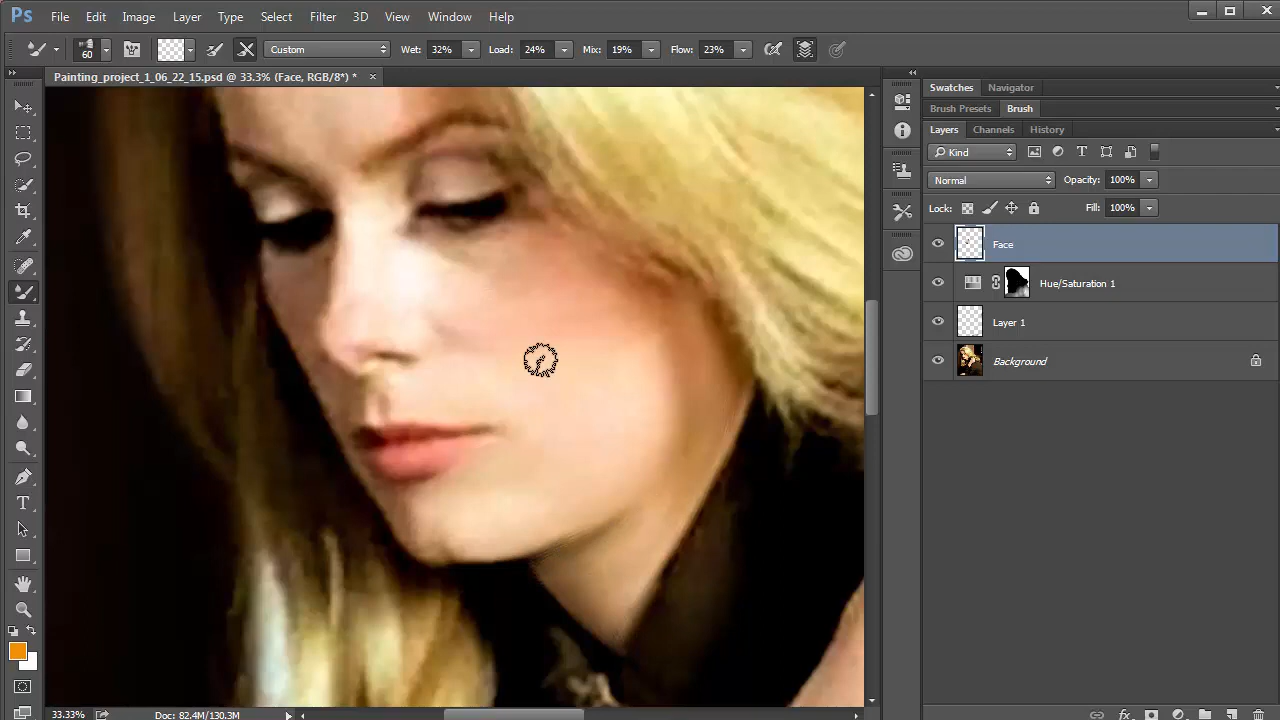 Ps File Edit Image Layer Type Select Filter 3D View Window Help
60 Custom Wet: 32% Load: 24% Mix: 19% Flow: 23%
Painting_project_1_06_22_15.psd @ 33.3% (Face, RGB/8*) * ×
Swatches Navigator
Brush Presets Brush
Layers Channels History
Kind T
Normal Opacity: 100%
Lock: Fill: 100%
Face
Hue/Saturation 1
Layer 1
Background
T
33.33% Doc: 82.4M/130.3M
fx